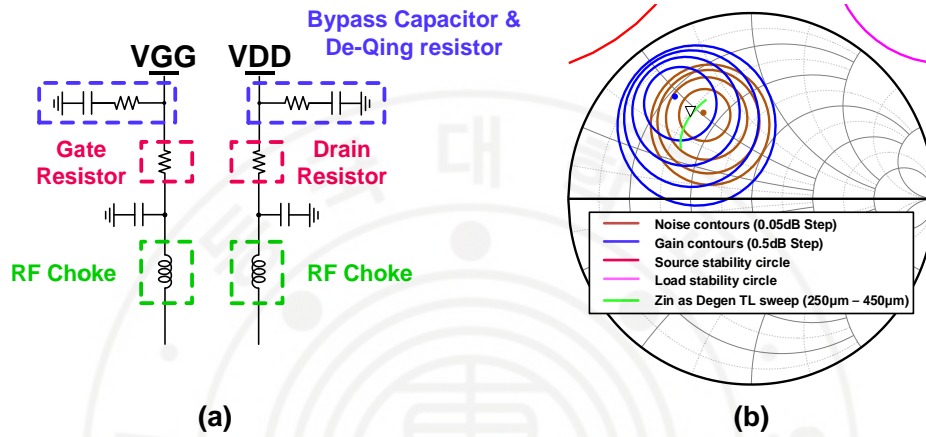 Bypass Capacitor &
De-Qing resistor
VGG
VDD
Gate
Resistor
Drain
Resistor
RF Choke
RF Choke
(a)
Noise contours (0.05dB Step)
Gain contours (0.5dB Step)
Source stability circle
Load stability circle
Zin as Degen TL sweep (250µm – 450µm)
(b)
대